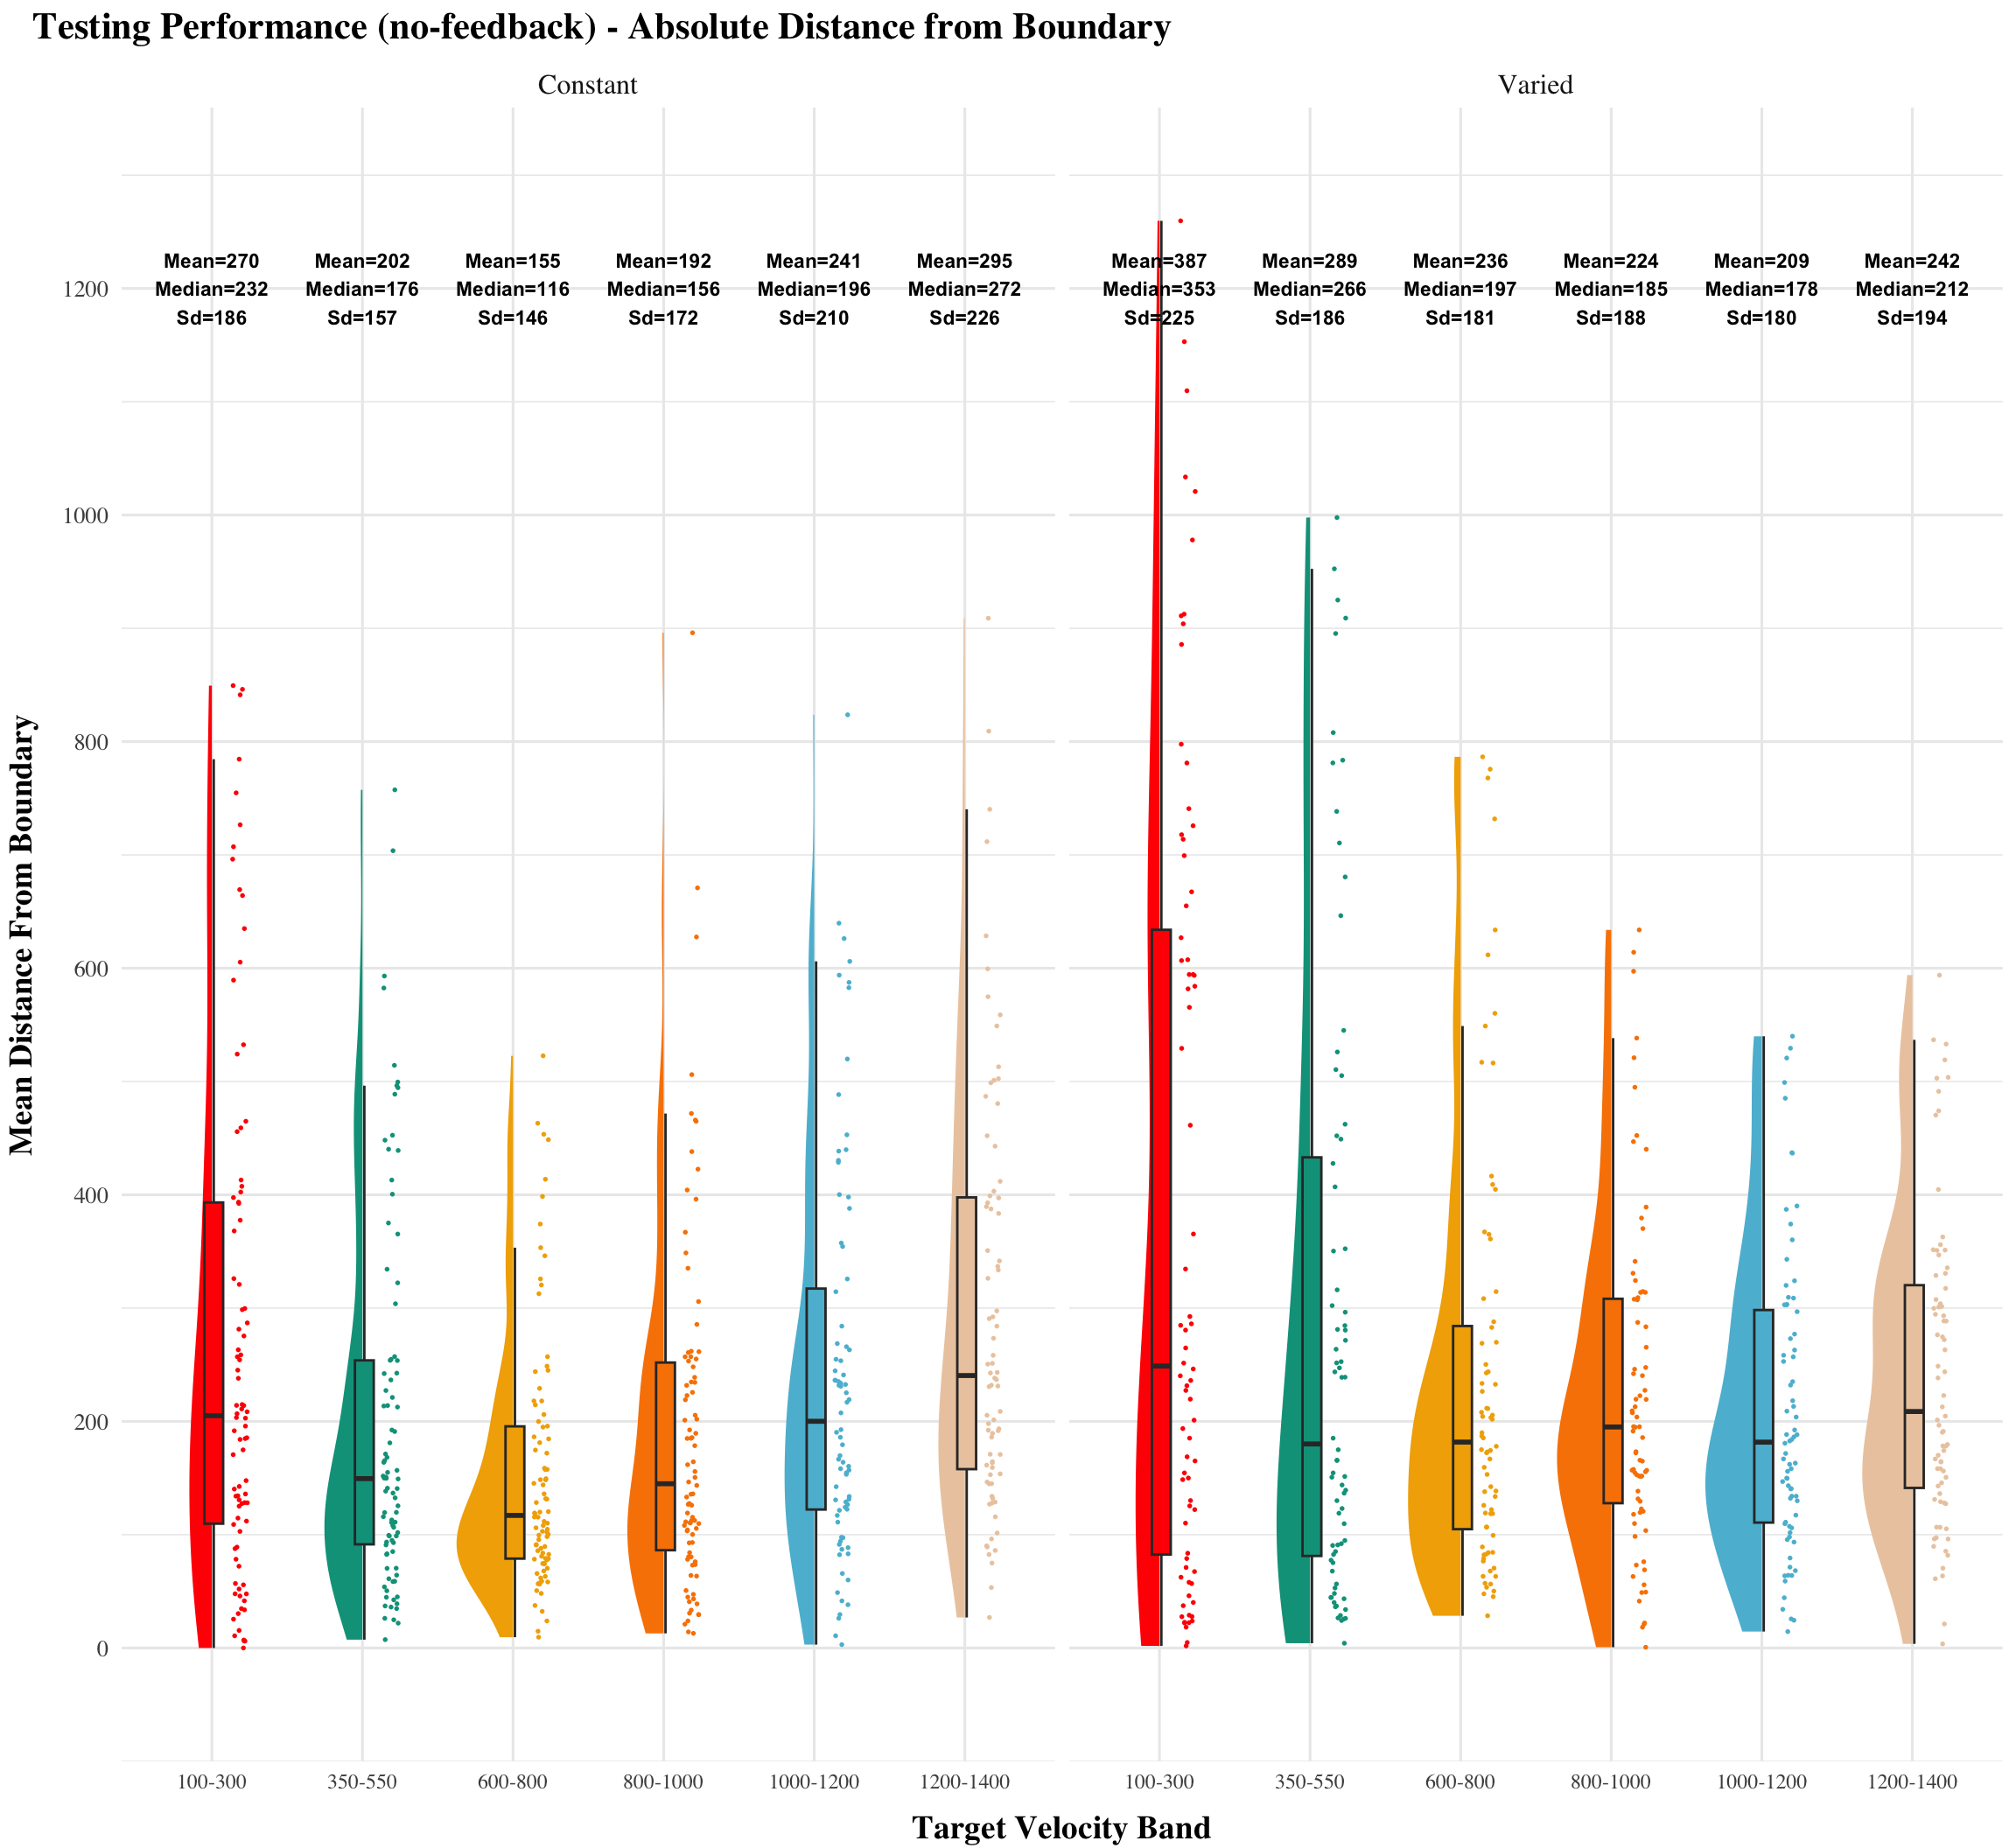 Testing Performance (no-feedback) - Absolute Distance from Boundary
Constant
Varied
Mean=270
Median=232
Sd=186
Mean=202
Median=176
Sd=157
Mean=155
Median=116
Sd=146
Mean=192
Median=156
Sd=172
Mean=241
Median=196
Sd=210
Mean=295
Median=272
Sd=226
Mean=387
Median=353
Sd=225
Mean=289
Median=266
Sd=186
Mean=236
Median=197
Sd=181
Mean=224
Median=185
Sd=188
Mean=209
Median=178
Sd=180
Mean=242
Median=212
Sd=194
Mean Distance From Boundary
1200
1000
800
600
400
200
0
100-300
350-550
600-800
800-1000
1000-1200
1200-1400
100-300
350-550
600-800
800-1000
1000-1200
1200-1400
Target Velocity Band